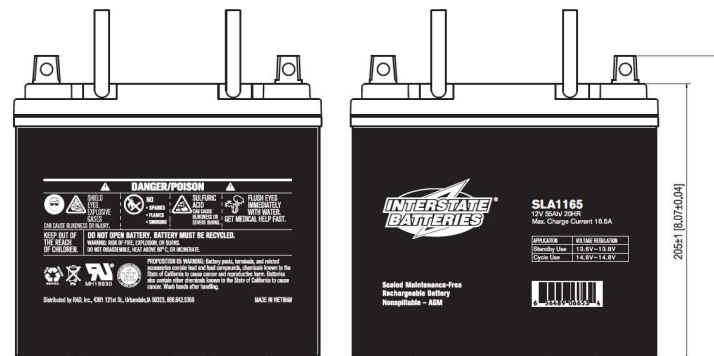 DANGER/POISON
SHIELD
EYES.
EXPLOSIVE
GASES
CAN CAUSE BLINDNESS OR INJURY.
NO
• SPARKS
• FLAMES
• SMOKING
SULFURIC
ACID
CAN CAUSE
BLINDNESS OR
SEVERE BURNS.
FLUSH EYES
IMMEDIATELY
WITH WATER.
GET MEDICAL HELP FAST.
KEEP OUT OF
THE REACH
OF CHILDREN.
DO NOT OPEN BATTERY. BATTERY MUST BE RECYCLED.
WARNING: RISK OF FIRE, EXPLOSION, OR BURNS.
DO NOT DISASSEMBLE, HEAT ABOVE 60° C, OR INCINERATE.
Pb
MH18830
PROPOSITION 65 WARNING: Battery posts, terminals, and related
accessories contain lead and lead compounds, chemicals known to the
State of California to cause cancer and reproductive harm. Batteries
also contain other chemicals known to the State of California to cause
cancer. Wash hands after handling.
Distributed by RAD, Inc., 4301 121st St., Urbandale,IA 50323, 866.842.5368
MADE IN VIETNAM
INTERSTATE
BATTERIES
SLA1165
12V 55Ah/ 20HR
Max. Charge Current 16.5A
APPLICATION VOLTAGE REGULATION
Standby Use 13.6V~13.8V
Cycle Use 14.6V~14.8V
Sealed Maintenance-Free
Rechargeable Battery
Nonspillable - AGM
6 56489 06653 4
205±1 [8.07±0.04]